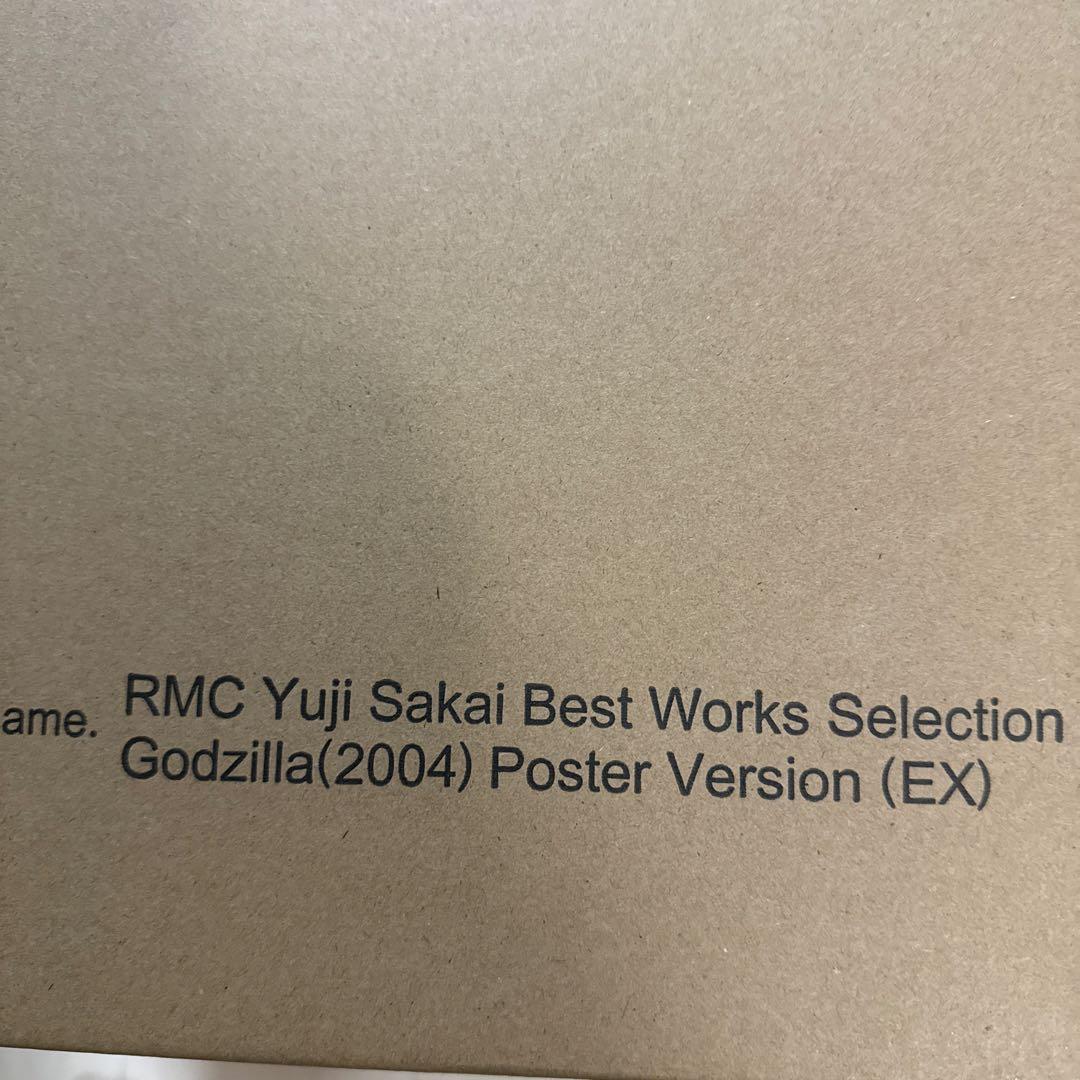 ame. RMC Yuji Sakai Best Works Selection
Godzilla(2004) Poster Version (EX)